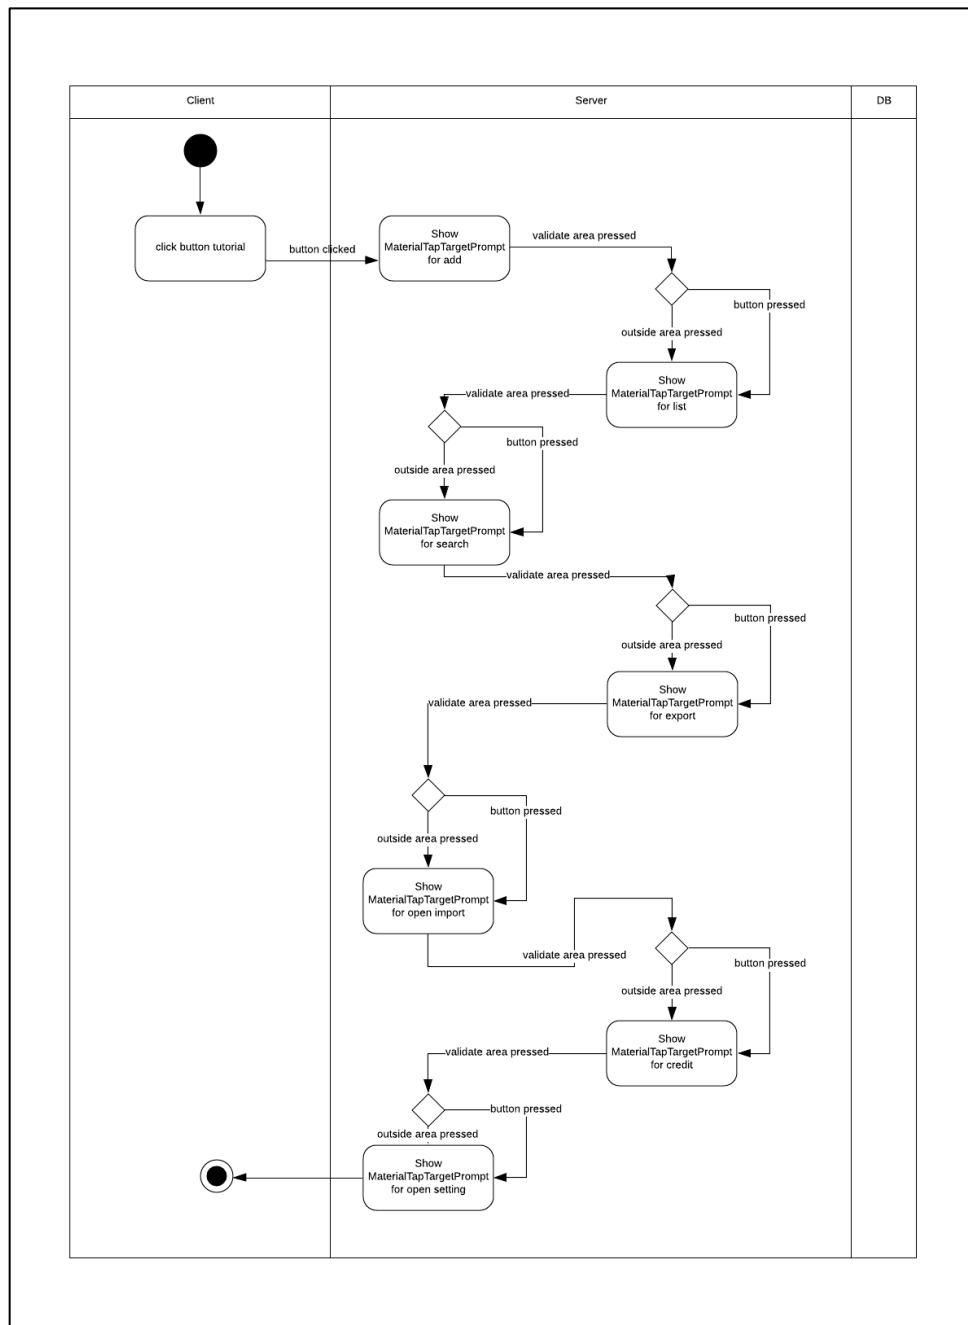 Client
Server
DB
click button tutorial
button clicked
Show
MaterialTapTargetPrompt
for add
validate area pressed
button pressed
outside area pressed
Show
MaterialTapTargetPrompt
for list
validate area pressed
button pressed
outside area pressed
Show
MaterialTapTargetPrompt
for search
validate area pressed
button pressed
outside area pressed
Show
MaterialTapTargetPrompt
for export
validate area pressed
button pressed
outside area pressed
Show
MaterialTapTargetPrompt
for open import
validate area pressed
button pressed
outside area pressed
Show
MaterialTapTargetPrompt
for credit
validate area pressed
button pressed
outside area pressed
Show
MaterialTapTargetPrompt
for open setting